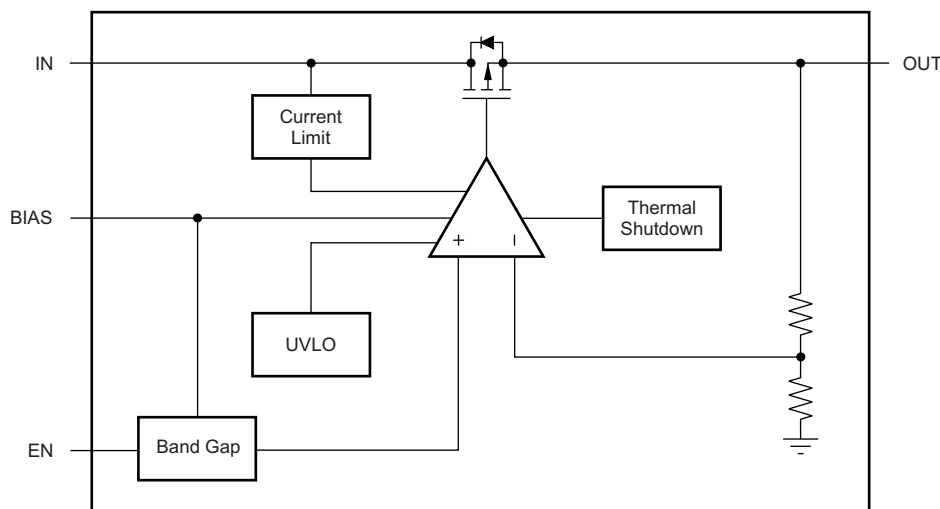 IN
OUT
Current
Limit
BIAS
Thermal
Shutdown
+
–
UVLO
EN
Band Gap